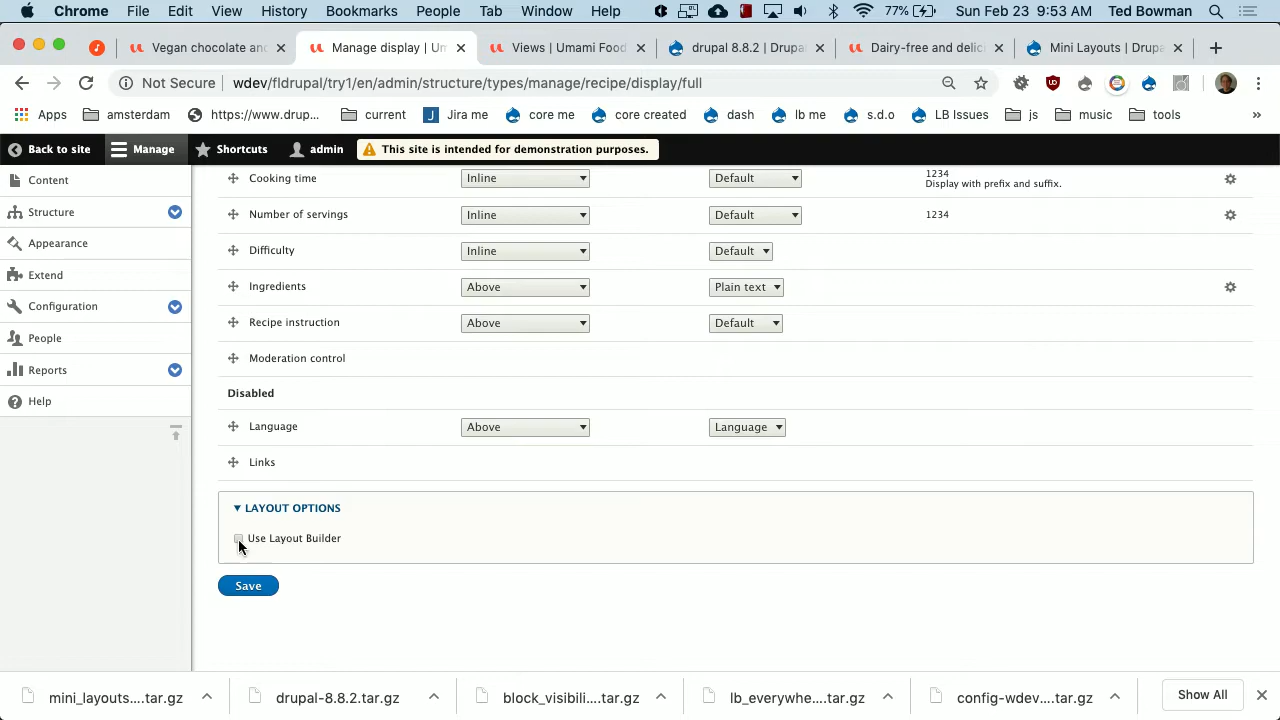 Chrome File Edit View History Bookmarks People Tab Window Help 77% Sun Feb 23 9:53 AM Ted Bowman
Vegan chocolate an Manage display | Um Views | Umami Food drupal 8.8.2 | Drupa Dairy-free and delic Mini Layouts | Drupa
Not Secure wdev/fldrupal/try1/en/admin/structure/types/manage/recipe/display/full
Apps amsterdam https://www.drup... current Jira me core me core created dash lb me s.d.o LB Issues js music tools »
Back to site Manage Shortcuts admin This site is intended for demonstration purposes.
Content
Structure
Appearance
Extend
Configuration
People
Reports
Help
Cooking time Inline Default 1234
Display with prefix and suffix.
Number of servings Inline Default 1234
Difficulty Inline Default
Ingredients Above Plain text
Recipe instruction Above Default
Moderation control
Disabled
Language Above Language
Links
LAYOUT OPTIONS
Use Layout Builder
Save
mini_layouts....tar.gz drupal-8.8.2.tar.gz block_visibili....tar.gz lb_everywhe....tar.gz config-wdev....tar.gz Show All